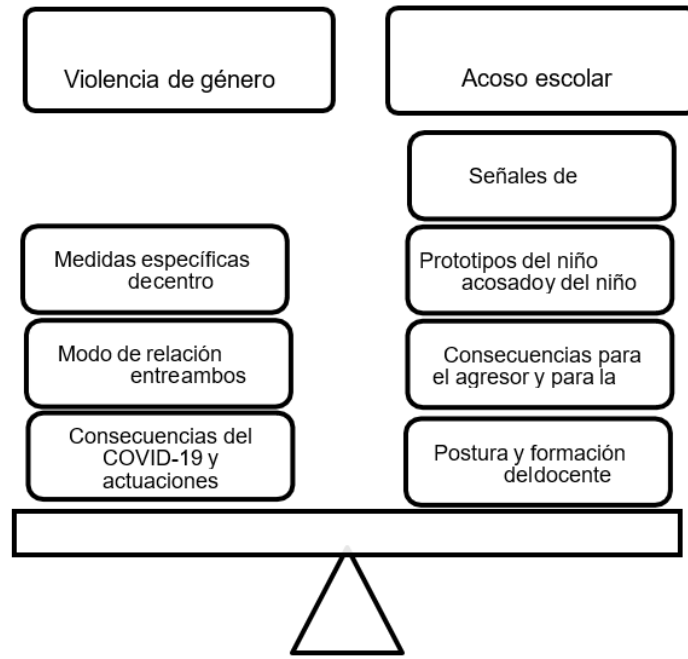 Violencia de género
Acoso escolar
Señales de
Medidas específicas
decentro
Prototipos del niño
acosadoy del niño
Modo de relación
entreambos
Consecuencias para
el agresor y para la
Consecuencias del
COVID-19 y
actuaciones
Postura y formación
deldocente